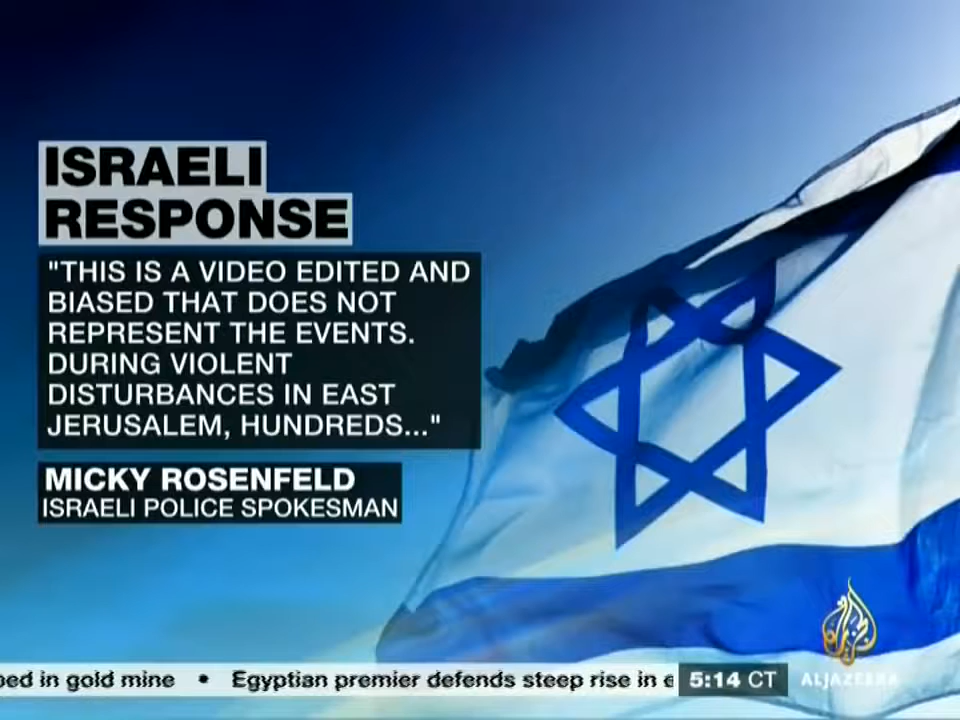 ISRAELI
RESPONSE
"THIS IS A VIDEO EDITED AND
BIASED THAT DOES NOT
REPRESENT THE EVENTS.
DURING VIOLENT
DISTURBANCES IN EAST
JERUSALEM, HUNDREDS..."
MICKY ROSENFELD
ISRAELI POLICE SPOKESMAN
الجزيرة
ALJAZEERA
in gold mine • Egyptian premier defends steep rise in
5:14 CT